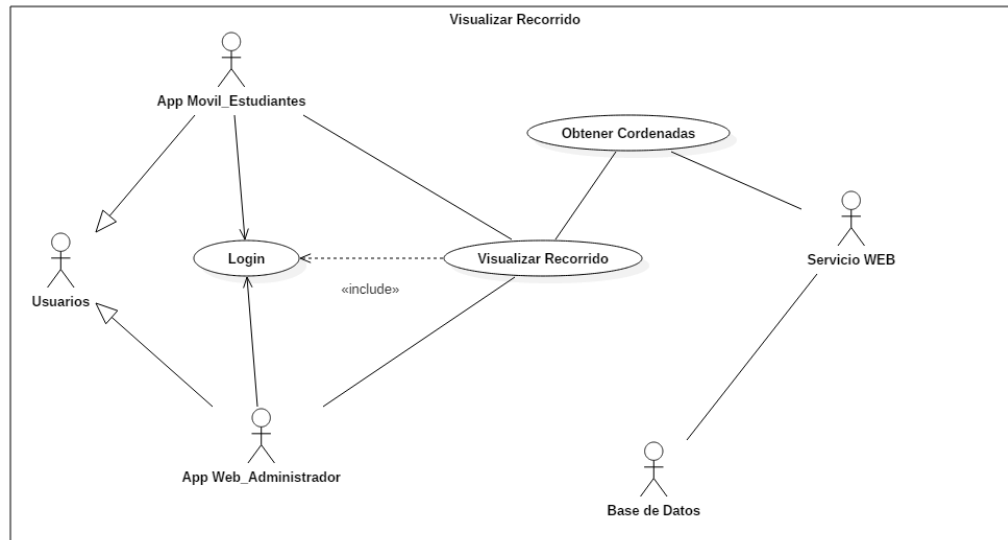 Visualizar Recorrido
App Movil_Estudiantes
Obtener Cordenadas
Login
Visualizar Recorrido
Servicio WEB
«include»
Usuarios
App Web_Administrador
Base de Datos